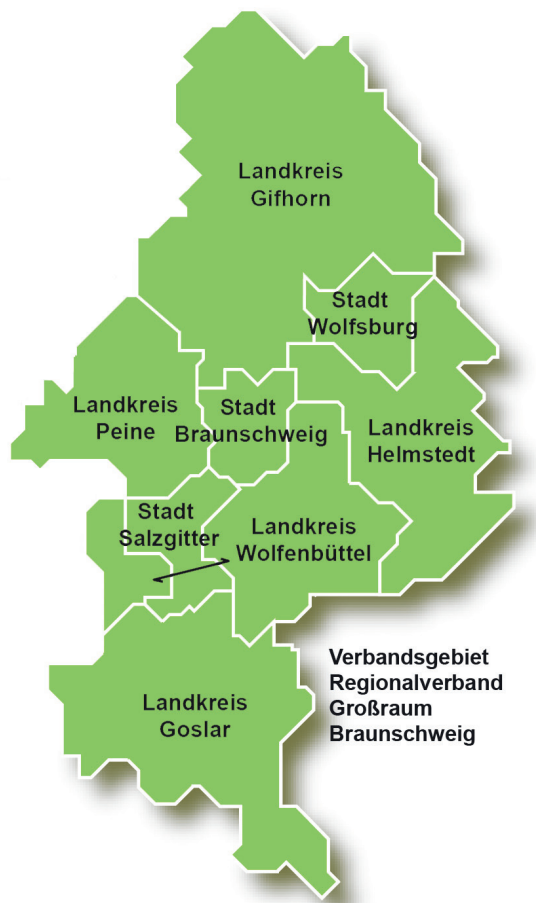 Landkreis
Gifhorn
Stadt
Wolfsburg
Landkreis
Peine
Stadt
Braunschweig
Landkreis
Helmstedt
Stadt
Salzgitter
Landkreis
Wolfenbüttel
Landkreis
Goslar
Verbandsgebiet
Regionalverband
Großraum
Braunschweig